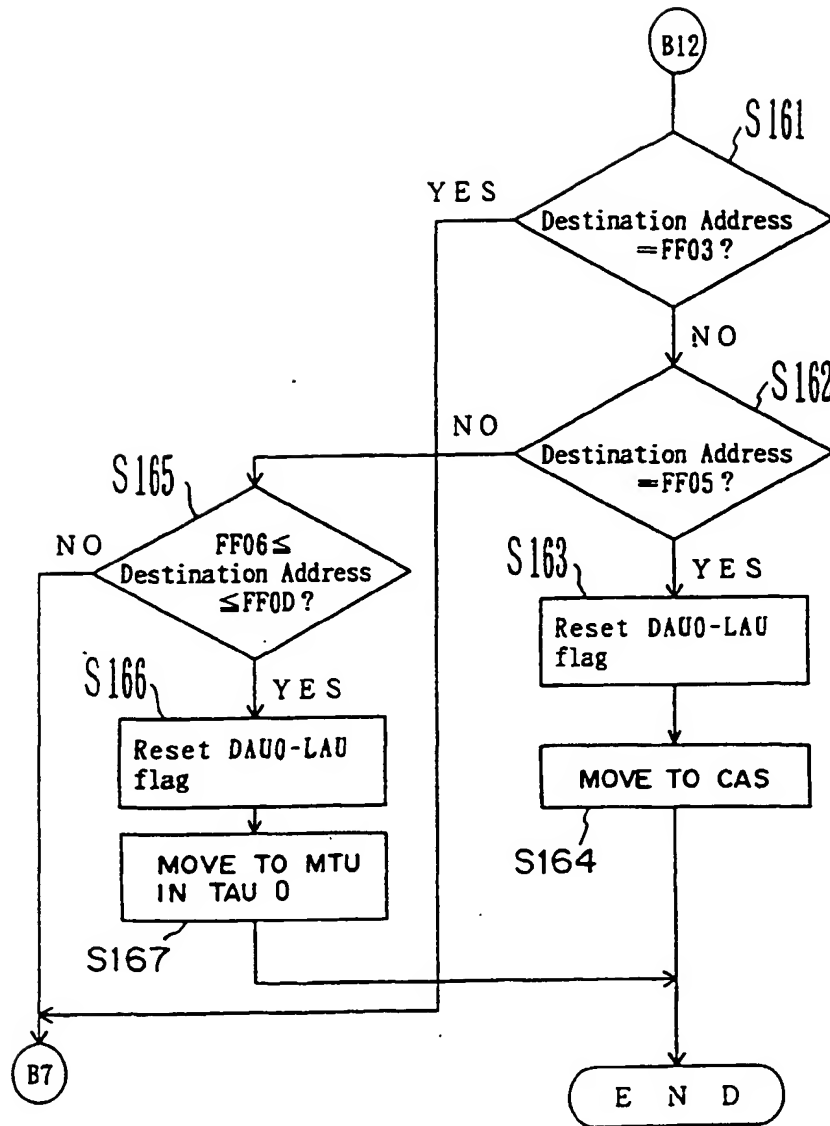 B12
S161
YES
Destination Address
=FF03?
NO
S162
NO
Destination Address
=FF05?
S165
NO
FF06≦
Destination Address
≦FF0D?
S163
YES
Reset DAU0-LAU
flag
S166
YES
Reset DAU0-LAU
flag
MOVE TO CAS
S164
MOVE TO MTU
IN TAU 0
S167
B7
END